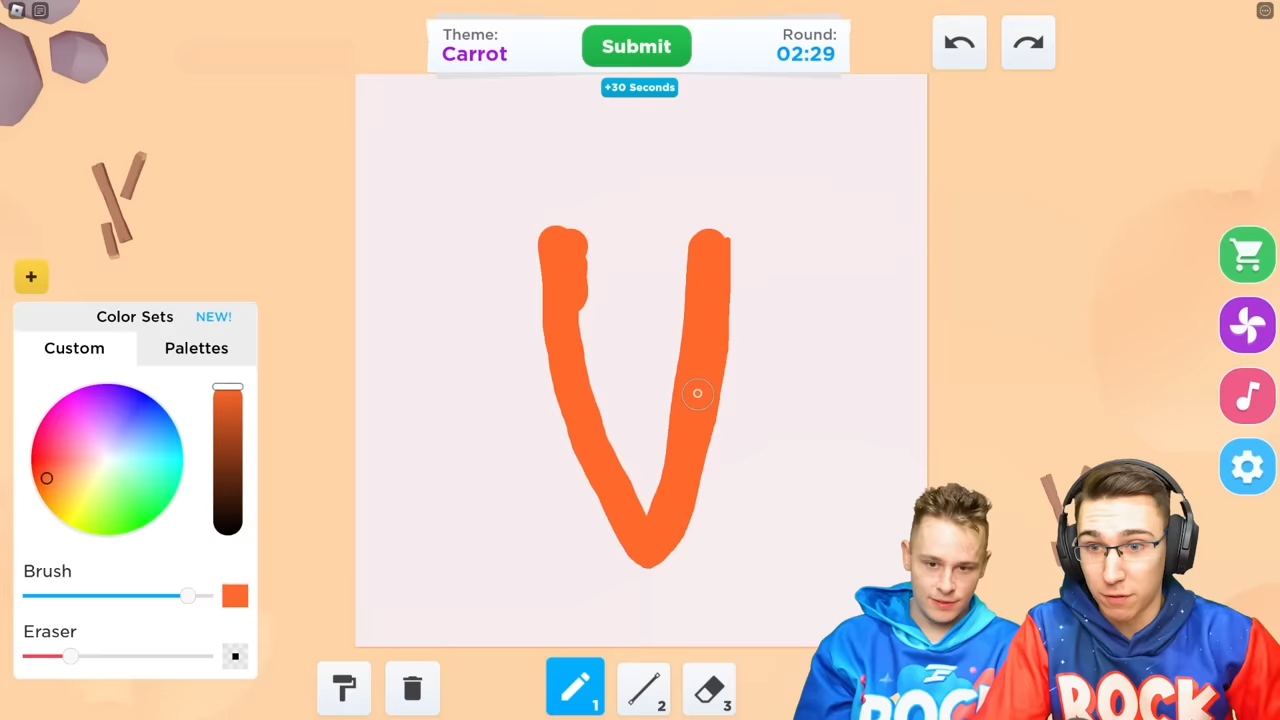 Theme:
Carrot
Submit
Round:
02:29
+30 Seconds
+
Color Sets NEW!
Custom Palettes
Brush
Eraser
1
2
3
ROCK
ROCK